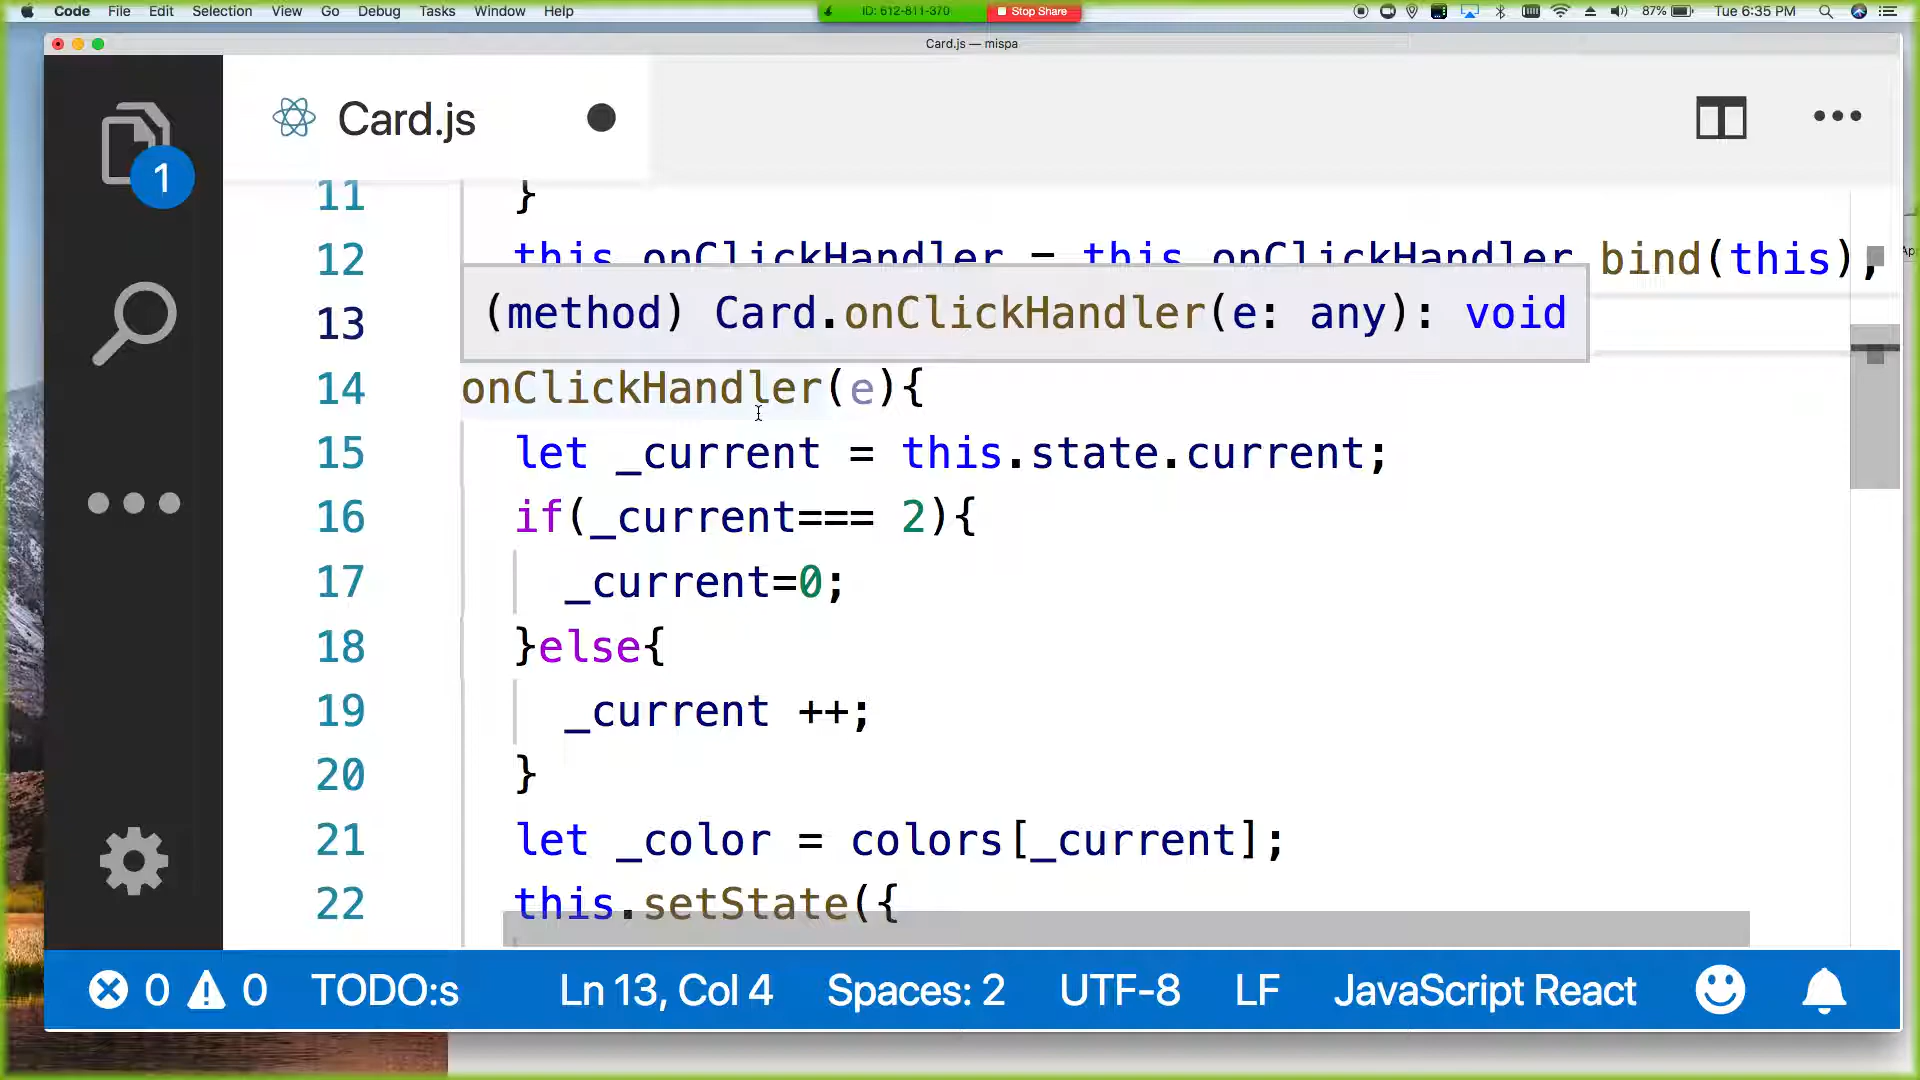 Code File Edit Selection View Go Debug Tasks Window Help ID: 612-811-370 Stop Share 87% Tue 6:35 PM
Card.js — mispa
Card.js
1
11 }
12 this.onClickHandler = this.onClickHandler.bind(this);
(method) Card.onClickHandler(e: any): void
13
14 onClickHandler(e){
15 let _current = this.state.current;
16 if(_current=== 2){
17 _current=0;
18 }else{
19 _current ++;
20 }
21 let _color = colors[_current];
22 this.setState({
0 0 TODO:s Ln 13, Col 4 Spaces: 2 UTF-8 LF JavaScript React